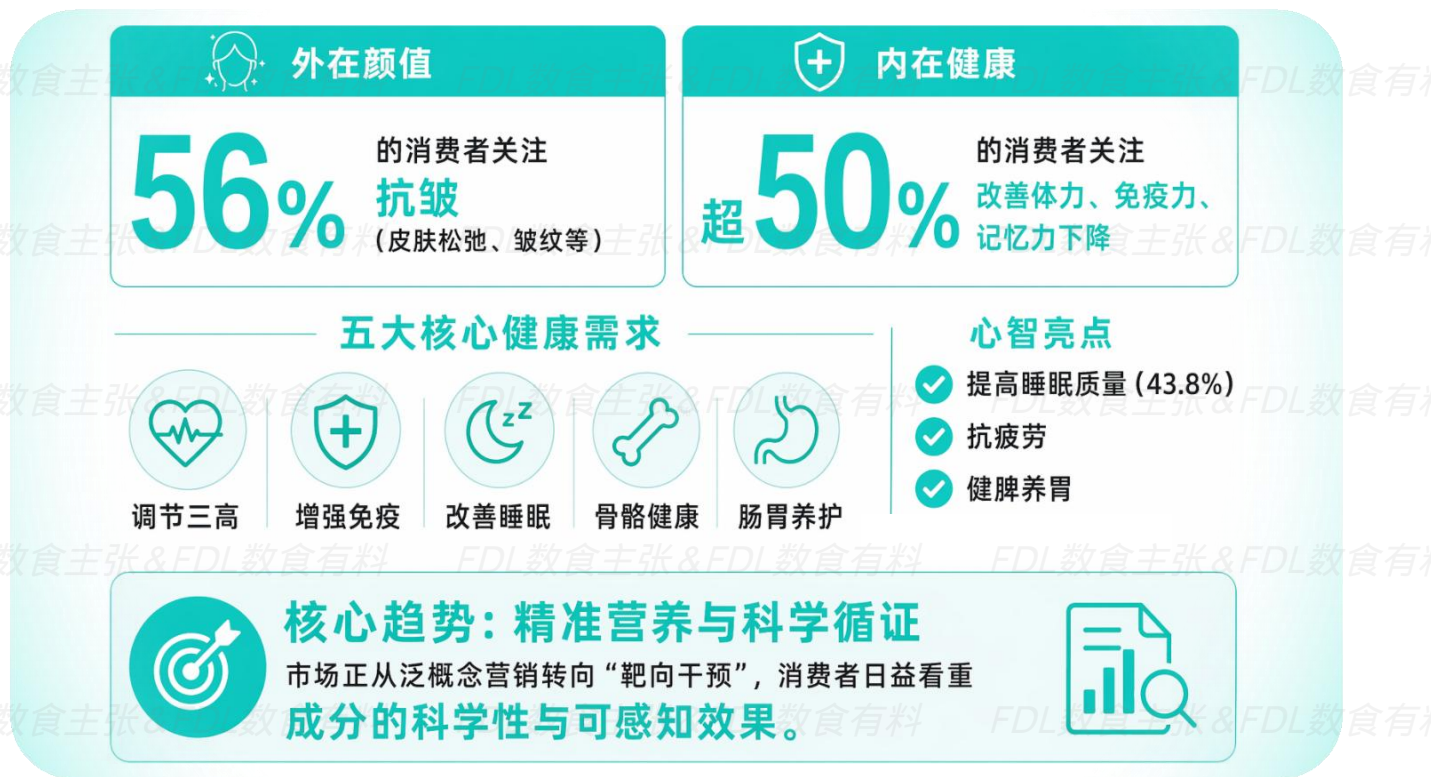 外在颜值
56%
的消费者关注
抗皱
(皮肤松弛、皱纹等)
内在健康
超50%
的消费者关注
改善体力、免疫力、
记忆力下降
五大核心健康需求
调节三高
增强免疫
改善睡眠
骨骼健康
肠胃养护
心智亮点
提高睡眠质量 (43.8%)
抗疲劳
健脾养胃
核心趋势：精准营养与科学循证
市场正从泛概念营销转向“靶向干预”，消费者日益看重
成分的科学性与可感知效果。
FDL数食主张&FDL数食有料